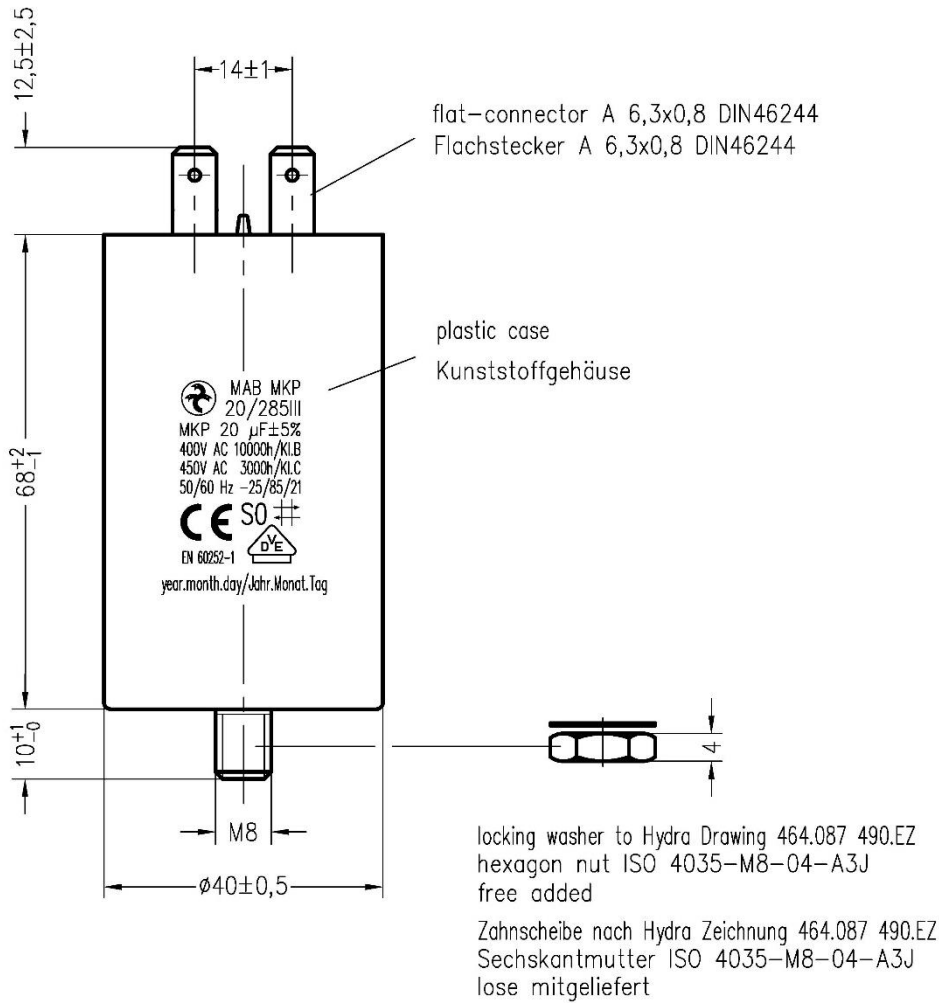 12,5±2,5
14±1
flat-connector A 6,3x0,8 DIN46244
Flachstecker A 6,3x0,8 DIN46244
plastic case
Kunststoffgehäuse
MAB MKP
20/285III
MKP 20 µF±5%
400V AC 10000h/Kl.B
450V AC 3000h/Kl.C
50/60 Hz -25/85/21
CE S0
DVE
EN 60252-1
year.month.day/Jahr.Monat.Tag
68+2-1
10+1-0
4
M8
ø40±0,5
locking washer to Hydra Drawing 464.087 490.EZ
hexagon nut ISO 4035-M8-04-A3J
free added
Zahnscheibe nach Hydra Zeichnung 464.087 490.EZ
Sechskantmutter ISO 4035-M8-04-A3J
lose mitgeliefert